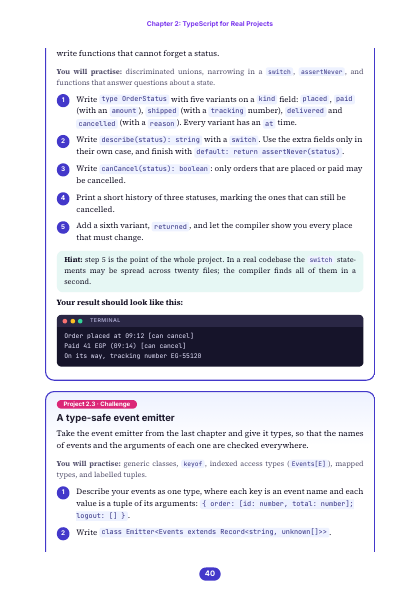 Chapter 2: TypeScript for Real Projects
write functions that cannot forget a status.
You will practise: discriminated unions, narrowing in a switch, assertNever, and
functions that answer questions about a state.
1 Write type OrderStatus with five variants on a kind field: placed, paid
(with an amount), shipped (with a tracking number), delivered and
cancelled (with a reason). Every variant has an at time.
2 Write describe(status): string with a switch. Use the extra fields only in
their own case, and finish with default: return assertNever(status).
3 Write canCancel(status): boolean: only orders that are placed or paid may
be cancelled.
4 Print a short history of three statuses, marking the ones that can still be
cancelled.
5 Add a sixth variant, returned, and let the compiler show you every place
that must change.
Hint: step 5 is the point of the whole project. In a real codebase the switch state-
ments may be spread across twenty files; the compiler finds all of them in a
second.
Your result should look like this:
TERMINAL
Order placed at 09:12 [can cancel]
Paid 41 EGP (09:14) [can cancel]
On its way, tracking number EG-55120
Project 2.3 · Challenge
A type-safe event emitter
Take the event emitter from the last chapter and give it types, so that the names
of events and the arguments of each one are checked everywhere.
You will practise: generic classes, keyof, indexed access types (Events[E]), mapped
types, and labelled tuples.
1 Describe your events as one type, where each key is an event name and each
value is a tuple of its arguments: { order: [id: number, total: number];
logout: [] }.
2 Write class Emitter<Events extends Record<string, unknown[]>>.
40